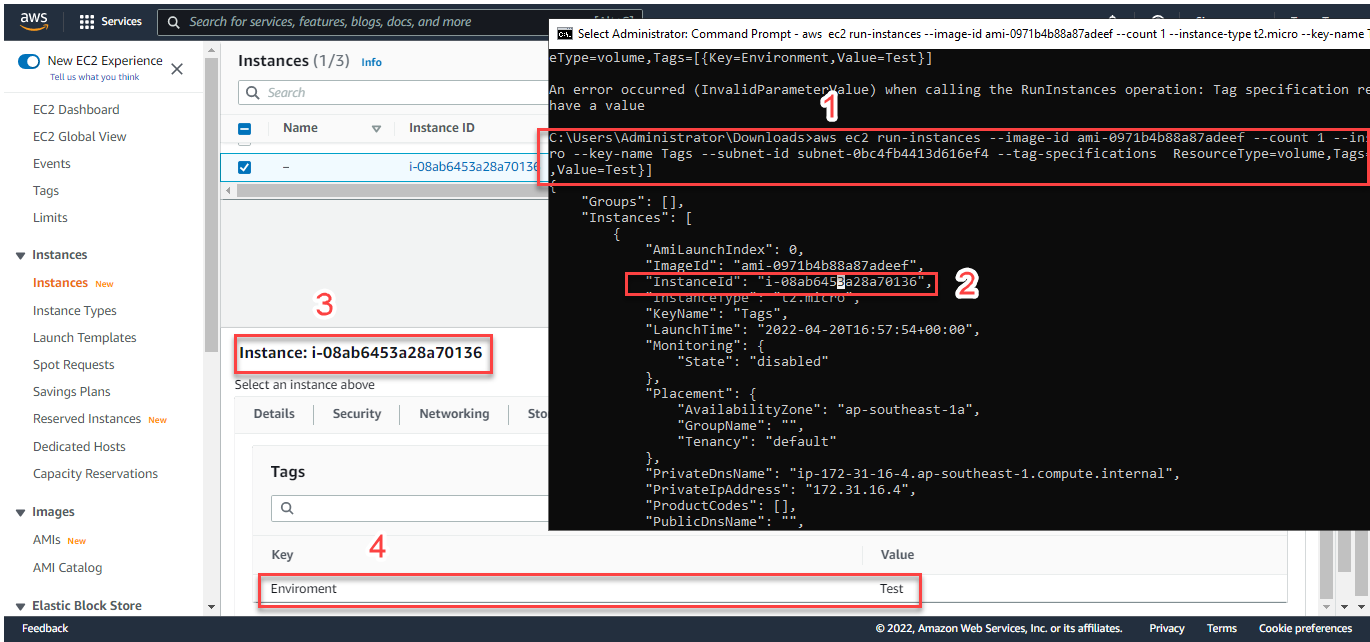 aws
Services
Search for services, features, blogs, docs, and more
New EC2 Experience
Tell us what you think
EC2 Dashboard
EC2 Global View
Events
Tags
Limits
Instances
Instances New
Instance Types
Launch Templates
Spot Requests
Savings Plans
Reserved Instances New
Dedicated Hosts
Capacity Reservations
Images
AMIs New
AMI Catalog
Elastic Block Store
Instances (1/3) Info
Search
Name Instance ID
– i-08ab6453a28a70136
3
Instance: i-08ab6453a28a70136
Select an instance above
Details Security Networking Sto
Tags
4
Key Value
Enviroment Test
Select Administrator: Command Prompt - aws ec2 run-instances --image-id ami-0971b4b88a87adeef --count 1 --instance-type t2.micro --key-name T
eType=volume,Tags=[{Key=Environment,Value=Test}]
An error occurred (InvalidParameterValue) when calling the RunInstances operation: Tag specification re
have a value
1
C:\Users\Administrator\Downloads>aws ec2 run-instances --image-id ami-0971b4b88a87adeef --count 1 --in
ro --key-name Tags --subnet-id subnet-0bc4fb4413d616ef4 --tag-specifications ResourceType=volume,Tags=
,Value=Test}]
{
"Groups": [],
"Instances": [
{
"AmiLaunchIndex": 0,
"ImageId": "ami-0971b4b88a87adeef",
"InstanceId": "i-08ab6453a28a70136",
2
"InstanceType": "t2.micro",
"KeyName": "Tags",
"LaunchTime": "2022-04-20T16:57:54+00:00",
"Monitoring": {
"State": "disabled"
},
"Placement": {
"AvailabilityZone": "ap-southeast-1a",
"GroupName": "",
"Tenancy": "default"
},
"PrivateDnsName": "ip-172-31-16-4.ap-southeast-1.compute.internal",
"PrivateIpAddress": "172.31.16.4",
"ProductCodes": [],
"PublicDnsName": "",
Feedback
© 2022, Amazon Web Services, Inc. or its affiliates. Privacy Terms Cookie preferences